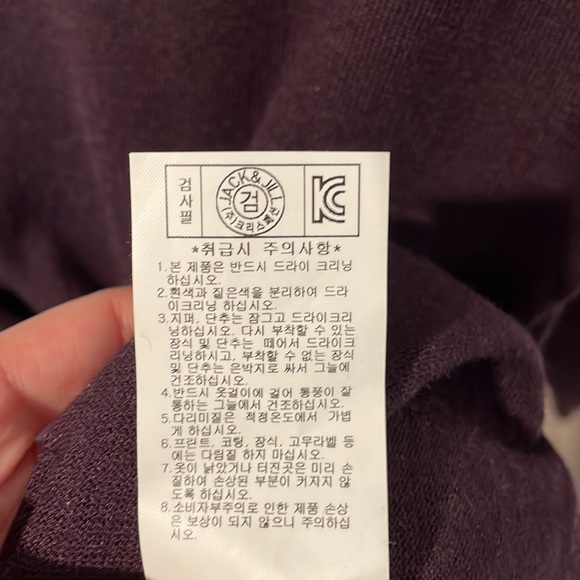 검사필
JACK&JILL
검
(주)크리스패션
KC
*취급시 주의사항*
1.본 제품은 반드시 드라이 크리닝
하십시오.
2.흰색과 짙은색을 분리하여 드라
이크리닝 하십시오.
3.지퍼, 단추는 잠그고 드라이크리
닝하십시오. 다시 부착할 수 있는
장식 및 단추는 떼어서 드라이크
리닝하시고, 부착할 수 없는 장식
및 단추는 은박지로 싸서 그늘에
건조하십시오.
4.반드시 옷걸이에 걸어 통풍이 잘
통하는 그늘에서 건조하십시오.
5.다리미질은 적정온도에서 가볍
게 하십시오.
6.프린트, 코팅, 장식, 고무라벨 등
에는 다림질 하지 마십시오.
7.옷이 낡았거나 터진곳은 미리 손
질하여 손상된 부분이 커지지 않
도록 하십시오.
8.소비자부주의로 인한 제품 손상
은 보상이 되지 않으니 주의하십
시오.